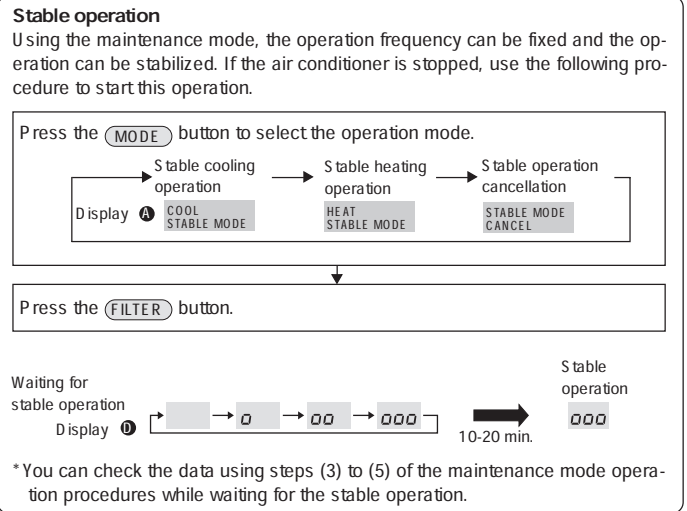 Stable operation
Using the maintenance mode, the operation frequency can be fixed and the op-
eration can be stabilized. If the air conditioner is stopped, use the following pro-
cedure to start this operation.
Press the MODE button to select the operation mode.
Stable cooling
operation
Stable heating
operation
Stable operation
cancellation
Display A
COOL
STABLE MODE
HEAT
STABLE MODE
STABLE MODE
CANCEL
Press the FILTER button.
Waiting for
stable operation
Display D
o
oo
ooo
10-20 min.
Stable
operation
ooo
*You can check the data using steps (3) to (5) of the maintenance mode opera-
tion procedures while waiting for the stable operation.